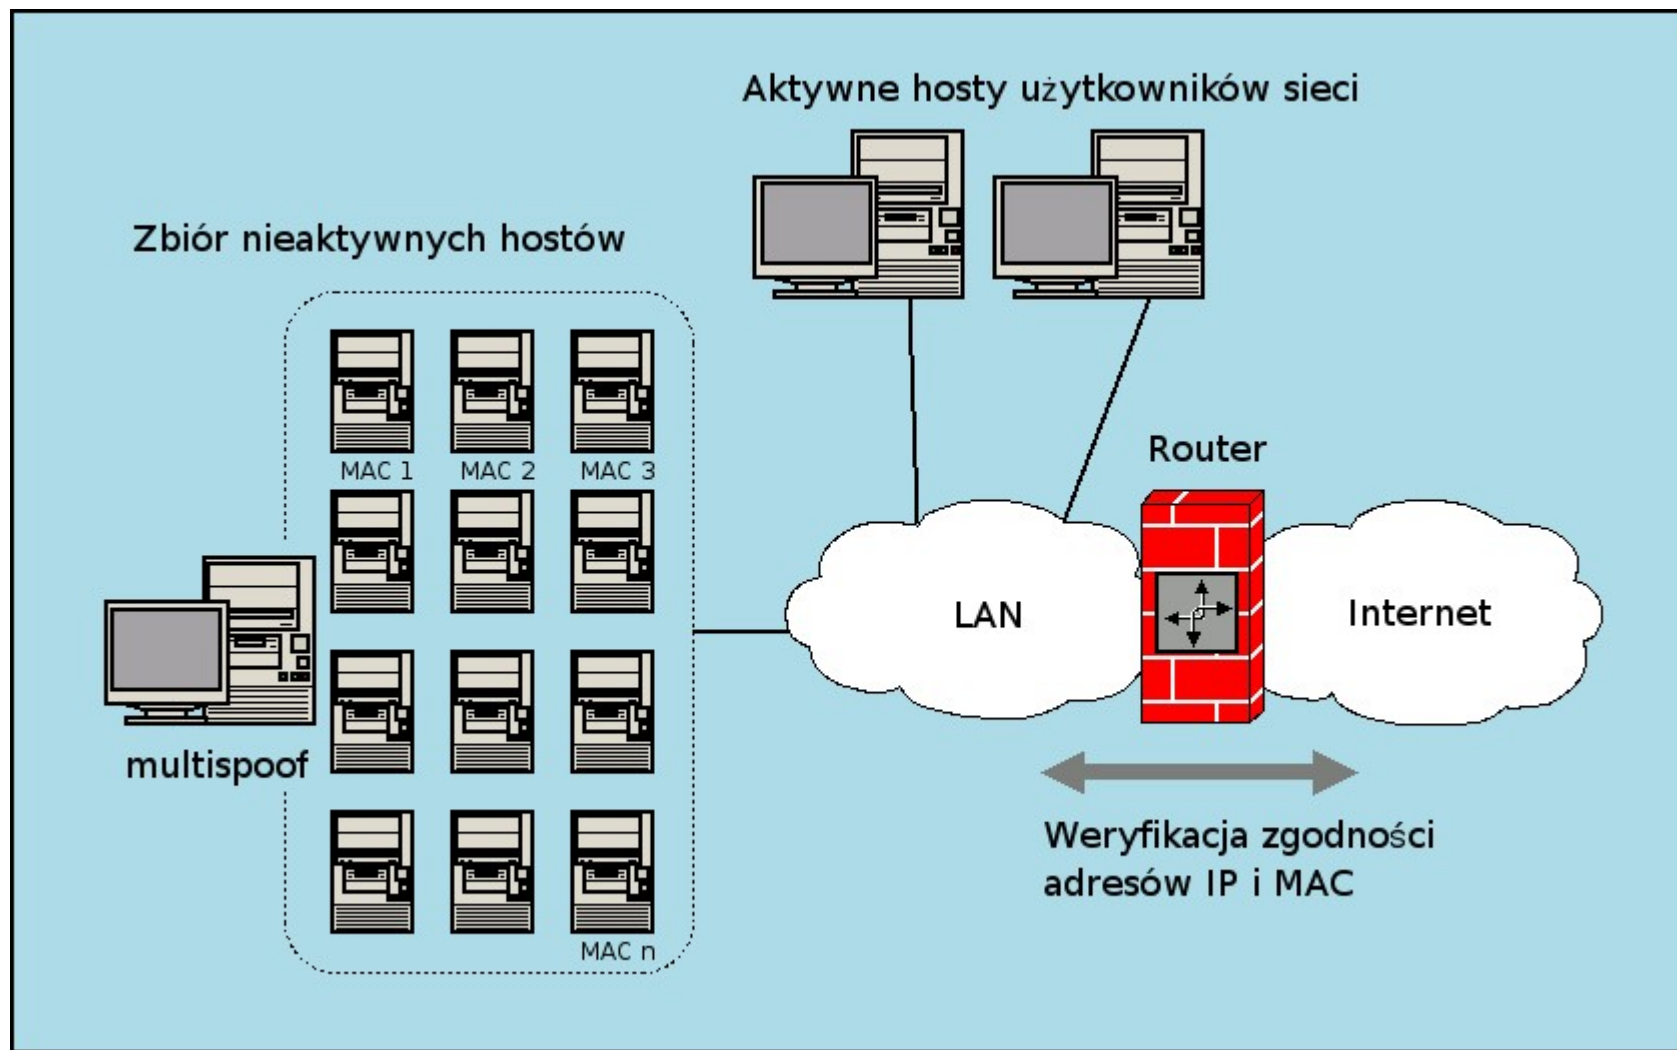 Aktywne hosty użytkowników sieci
Zbiór nieaktywnych hostów
MAC 1
MAC 2
MAC 3
Router
LAN
Internet
multispoof
Weryfikacja zgodności
adresów IP i MAC
MAC n